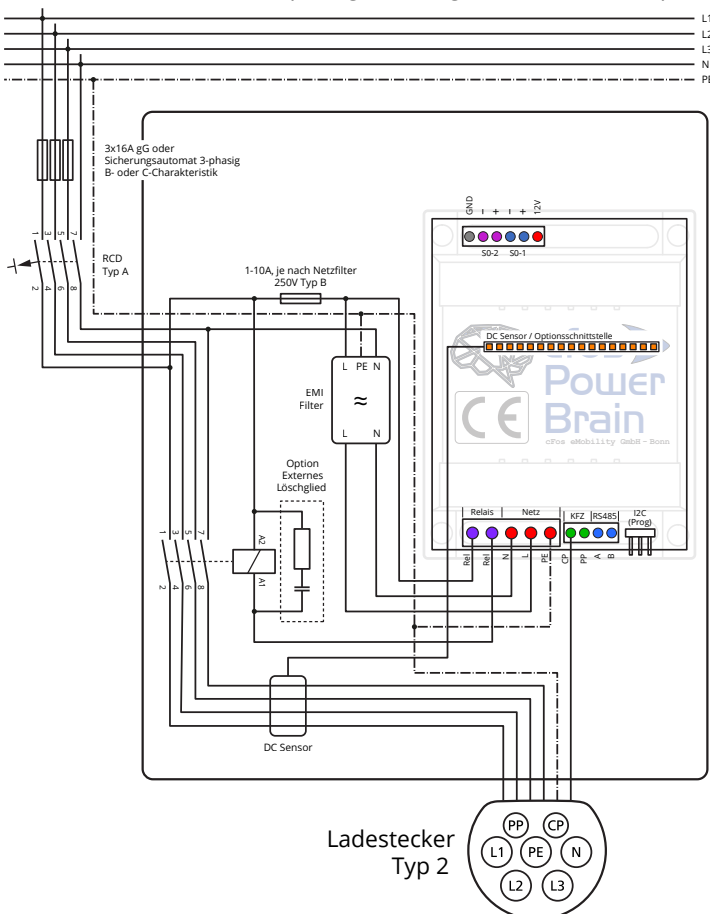 L1
L2
L3
N
PE
3x16A gG oder
Sicherungsautomat 3-phasig
B- oder C-Charakteristik
1 3 5 7
2 4 6 8
RCD
Typ A
1-10A, je nach Netzfilter
250V Typ B
GND – + – + 12V
S0-2 S0-1
DC Sensor / Optionsschnittstelle
Power
Brain
cFos eMobility GmbH - Bonn
CE
L PE N
EMI
Filter
≈
L N
Option
Externes
Löschglied
1 3 5 7
2 4 6 8
A2
A1
Relais Netz KFZ RS485 I2C
(Prog)
Rel Rel N L PE CP PP A B
DC Sensor
Ladestecker
Typ 2
PP CP
L1 PE N
L2 L3